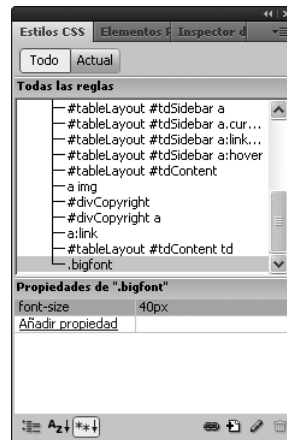 Estilos CSS Elementos Inspector d
Todo Actual
Todas las reglas
#tableLayout #tdSidebar a
#tableLayout #tdSidebar a.cur...
#tableLayout #tdSidebar a:link...
#tableLayout #tdSidebar a:hover
#tableLayout #tdContent
a img
#divCopyright
#divCopyright a
a:link
#tableLayout #tdContent td
.bigfont
Propiedades de ".bigfont"
font-size 40px
Añadir propiedad